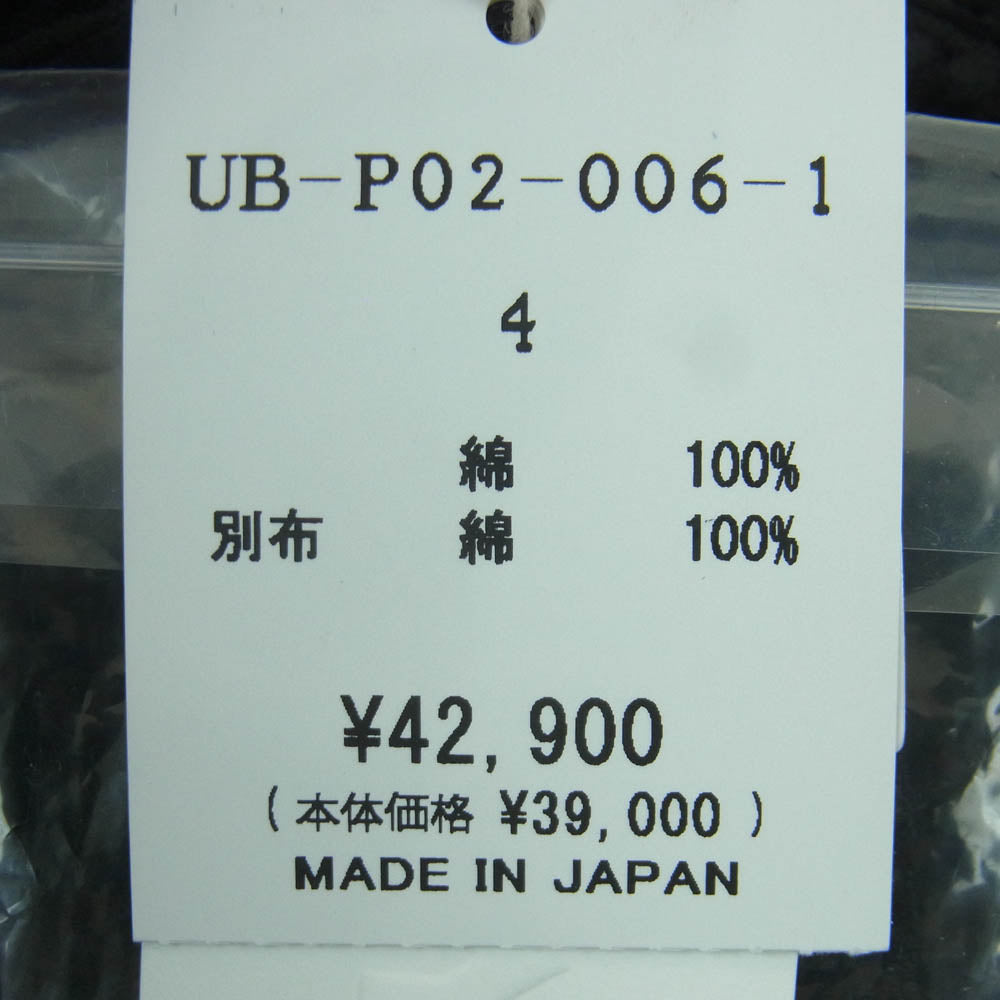 UB-P02-006-1
4
綿 100%
別布 綿 100%
¥42,900
(本体価格 ¥39,000)
MADE IN JAPAN